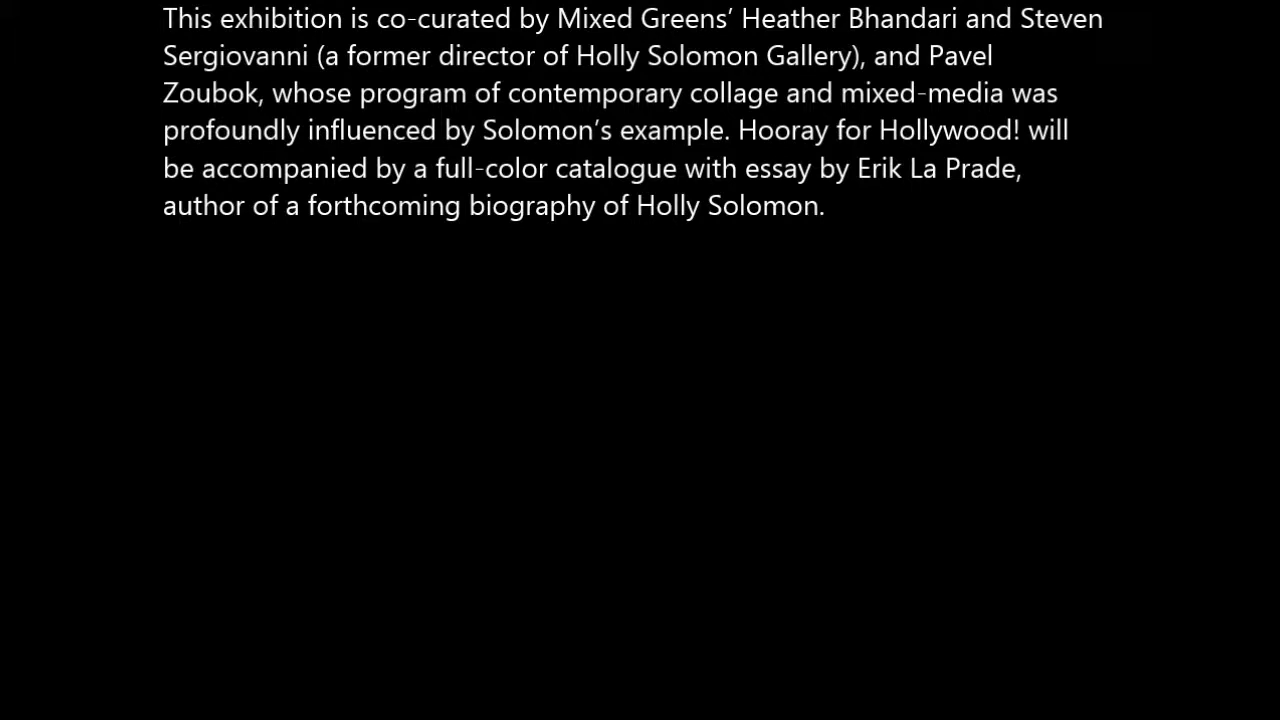 This exhibition is co-curated by Mixed Greens’ Heather Bhandari and Steven
Sergiovanni (a former director of Holly Solomon Gallery), and Pavel
Zoubok, whose program of contemporary collage and mixed-media was
profoundly influenced by Solomon’s example. Hooray for Hollywood! will
be accompanied by a full-color catalogue with essay by Erik La Prade,
author of a forthcoming biography of Holly Solomon.